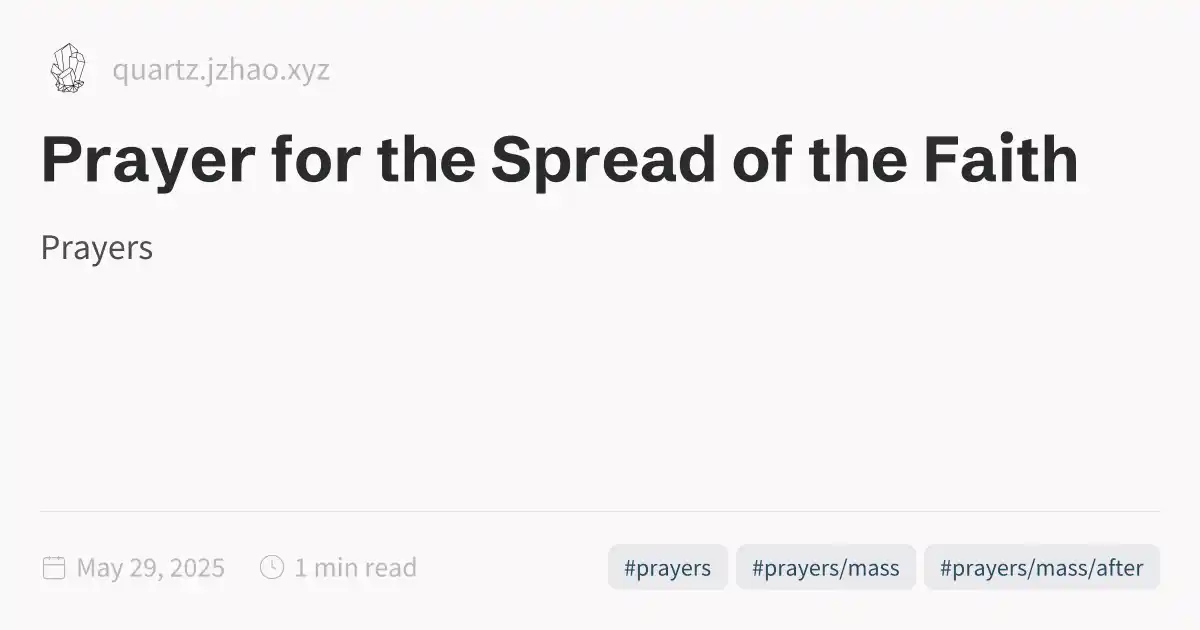 quartz.jzhao.xyz
Prayer for the Spread of the Faith
Prayers
May 29, 2025 1 min read #prayers #prayers/mass #prayers/mass/after